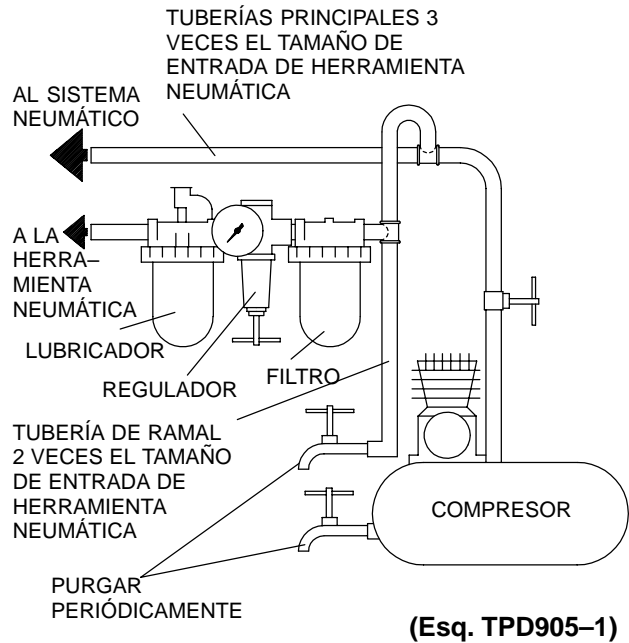 TUBERÍAS PRINCIPALES 3
VECES EL TAMAÑO DE
ENTRADA DE HERRAMIENTA
NEUMÁTICA
AL SISTEMA
NEUMÁTICO
A LA
HERRA–
MIENTA
NEUMÁTICA
LUBRICADOR
REGULADOR
FILTRO
TUBERÍA DE RAMAL
2 VECES EL TAMAÑO
DE ENTRADA DE
HERRAMIENTA
NEUMÁTICA
COMPRESOR
PURGAR
PERIÓDICAMENTE
(Esq. TPD905–1)